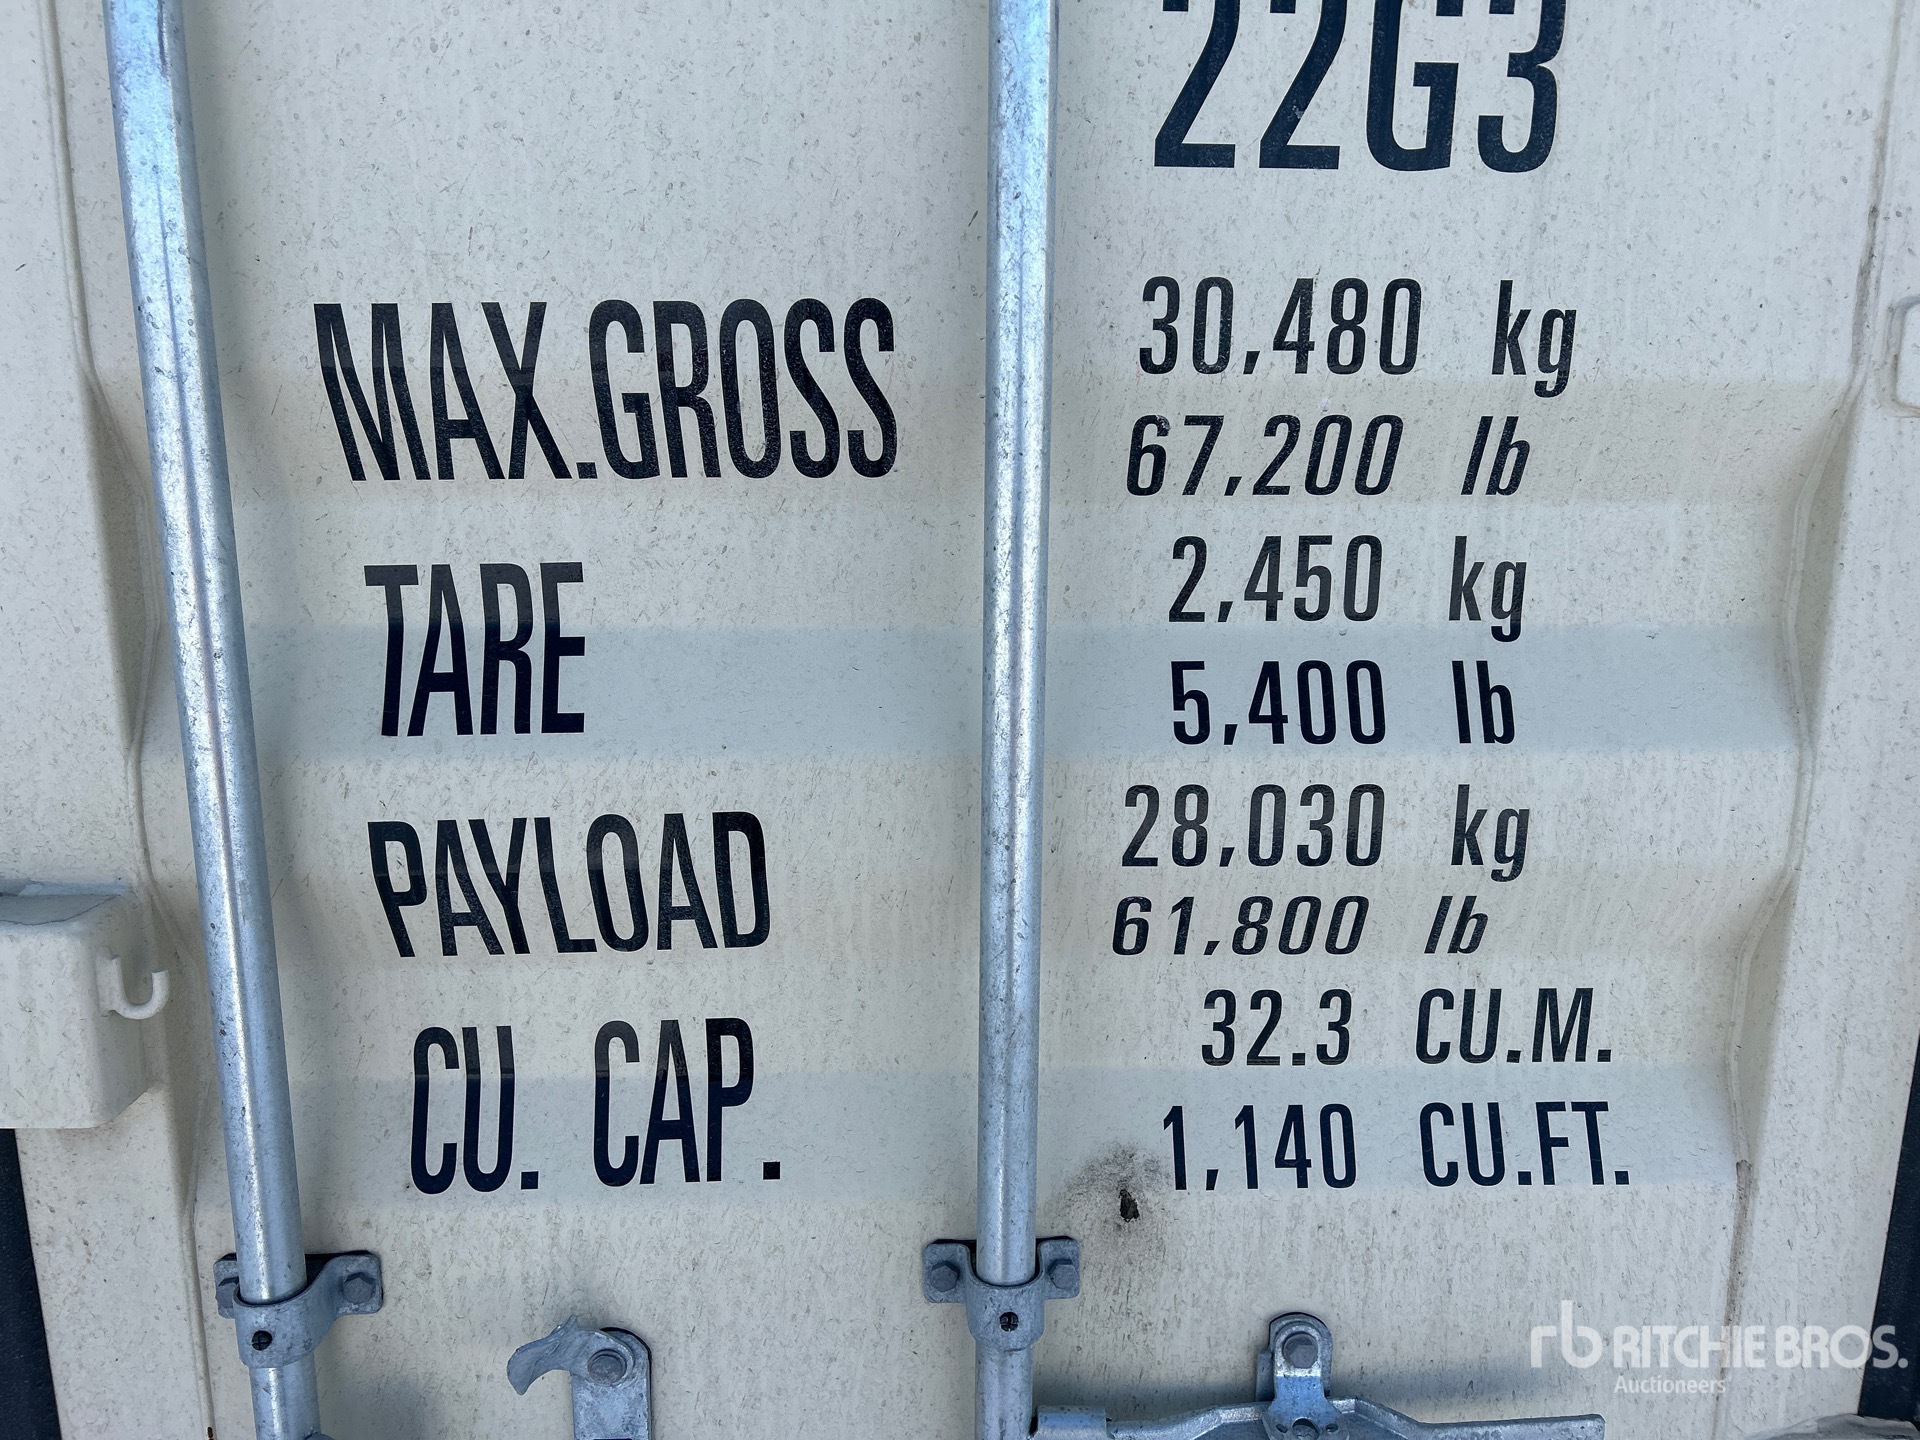 22G3
MAX.GROSS 30,480 kg
67,200 lb
TARE 2,450 kg
5,400 lb
PAYLOAD 28,030 kg
61,800 lb
CU. CAP. 32.3 CU.M.
1,140 CU.FT.
rb RITCHIE BROS.
Auctioneers